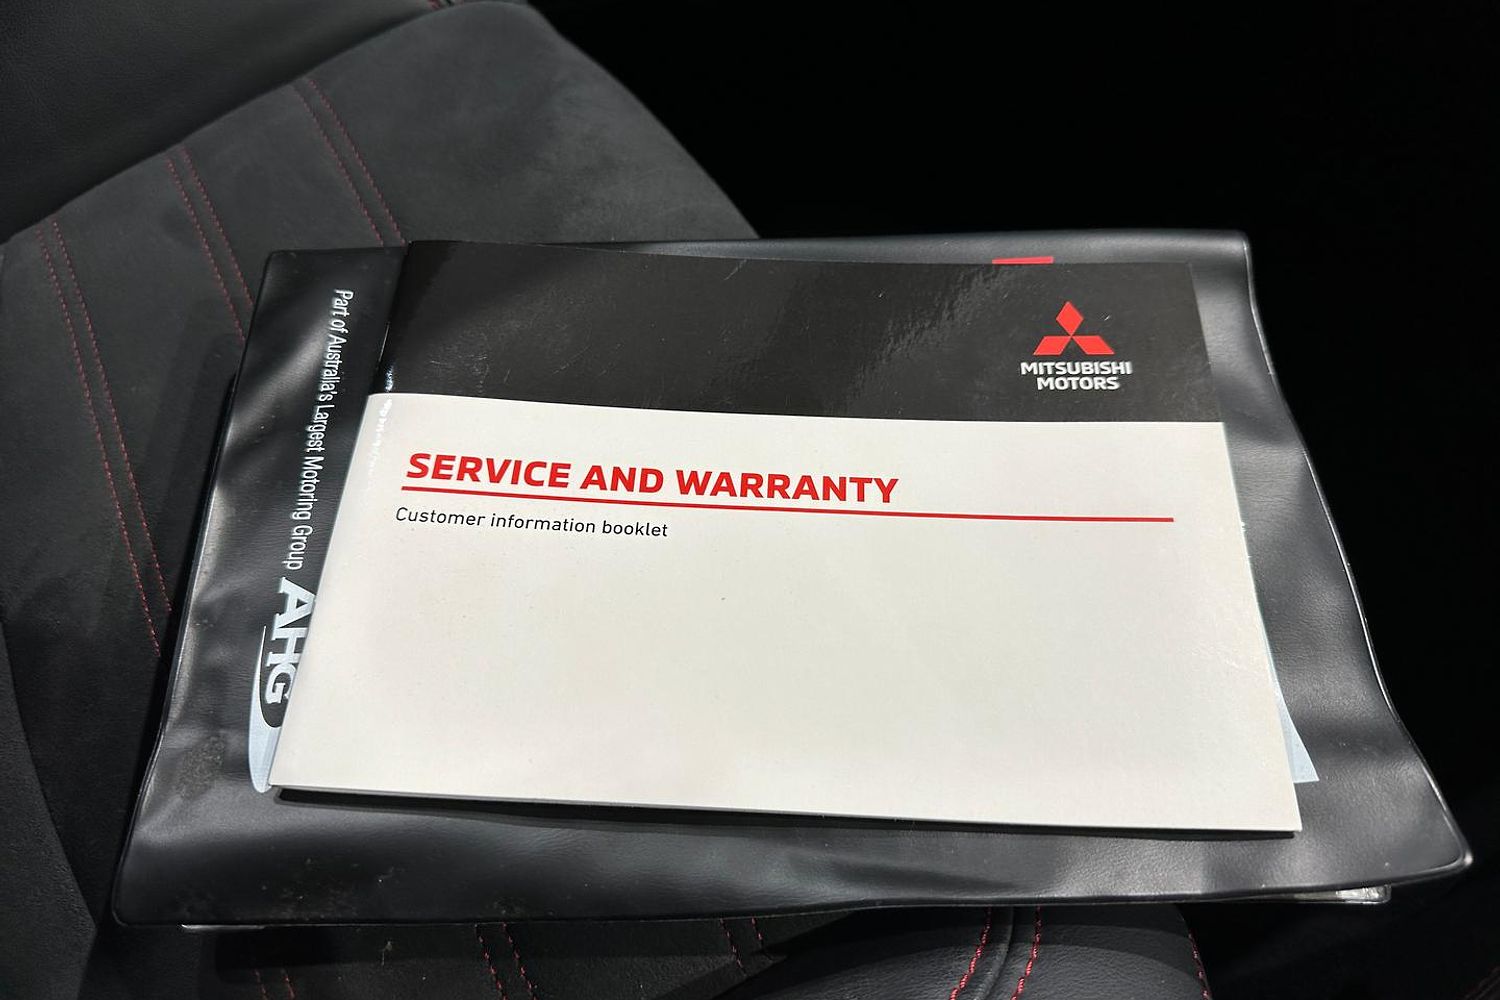 MITSUBISHI
MOTORS
SERVICE AND WARRANTY
Customer information booklet
Part of Australia's Largest Motoring Group
AHG